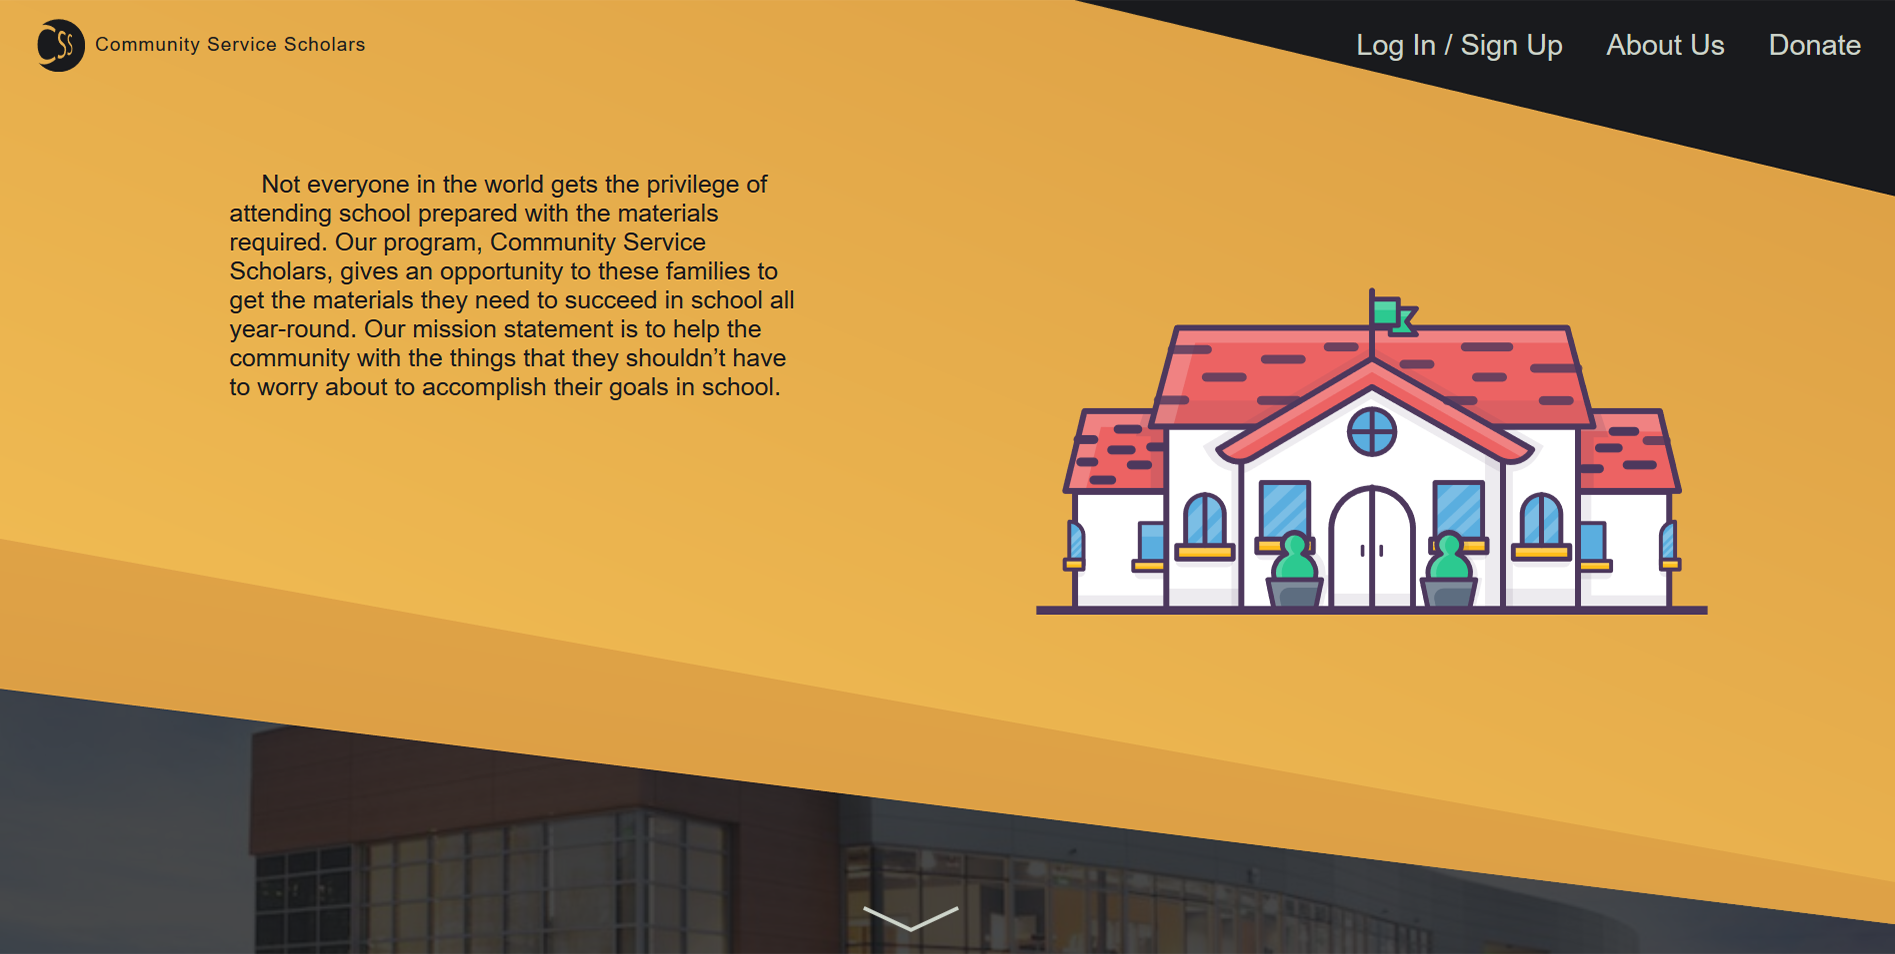 CSS
Community Service Scholars
Log In / Sign Up
About Us
Donate
Not everyone in the world gets the privilege of
attending school prepared with the materials
required. Our program, Community Service
Scholars, gives an opportunity to these families to
get the materials they need to succeed in school all
year-round. Our mission statement is to help the
community with the things that they shouldn’t have
to worry about to accomplish their goals in school.